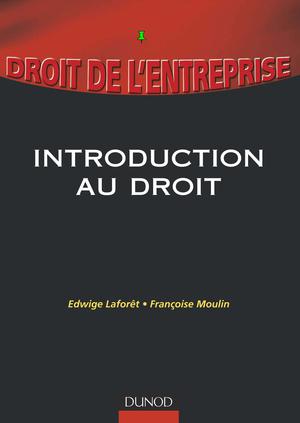 DROIT DE L'ENTREPRISE
INTRODUCTION
AU DROIT
Edwige Laforêt • Françoise Moulin
DUNOD